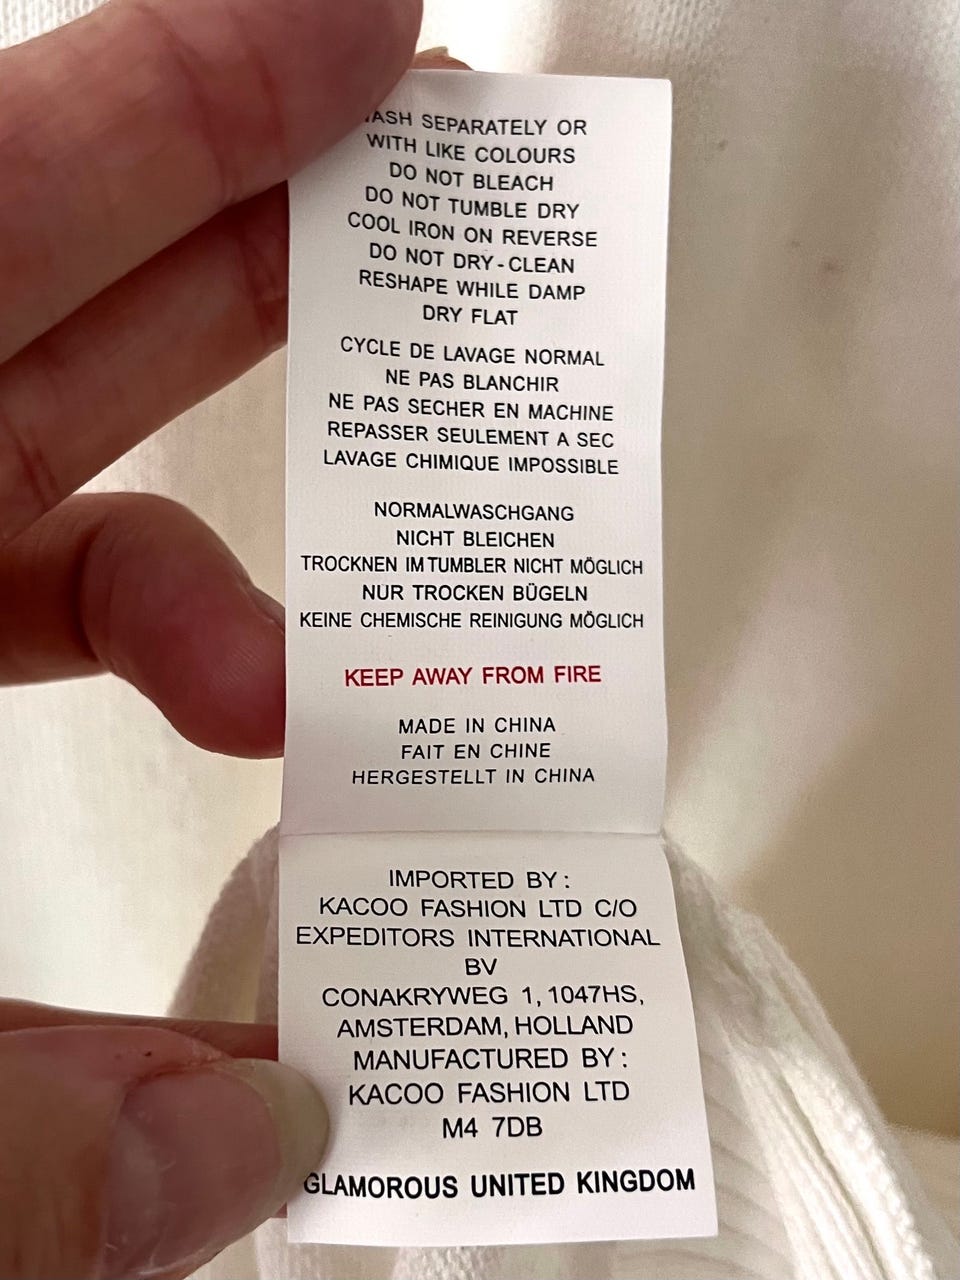 WASH SEPARATELY OR
WITH LIKE COLOURS
DO NOT BLEACH
DO NOT TUMBLE DRY
COOL IRON ON REVERSE
DO NOT DRY-CLEAN
RESHAPE WHILE DAMP
DRY FLAT
CYCLE DE LAVAGE NORMAL
NE PAS BLANCHIR
NE PAS SECHER EN MACHINE
REPASSER SEULEMENT A SEC
LAVAGE CHIMIQUE IMPOSSIBLE
NORMALWASCHGANG
NICHT BLEICHEN
TROCKNEN IM TUMBLER NICHT MÖGLICH
NUR TROCKEN BÜGELN
KEINE CHEMISCHE REINIGUNG MÖGLICH
KEEP AWAY FROM FIRE
MADE IN CHINA
FAIT EN CHINE
HERGESTELLT IN CHINA
IMPORTED BY:
KACOO FASHION LTD C/O
EXPEDITORS INTERNATIONAL
BV
CONAKRYWEG 1, 1047HS,
AMSTERDAM, HOLLAND
MANUFACTURED BY:
KACOO FASHION LTD
M4 7DB
GLAMOROUS UNITED KINGDOM